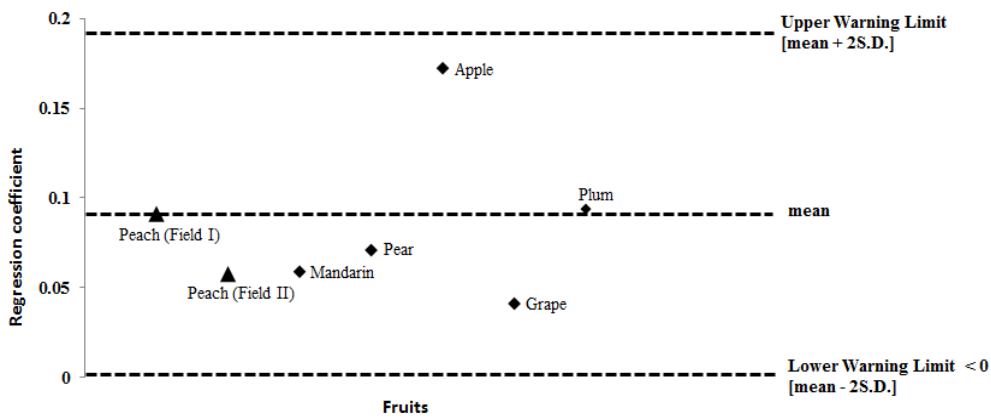 0.2
Upper Warning Limit
[mean + 2S.D.]
Apple
0.15
Plum
0.1
mean
Peach (Field I)
Pear
Mandarin
Peach (Field II)
0.05
Grape
Lower Warning Limit < 0
[mean - 2S.D.]
0
Regression coefficient
Fruits